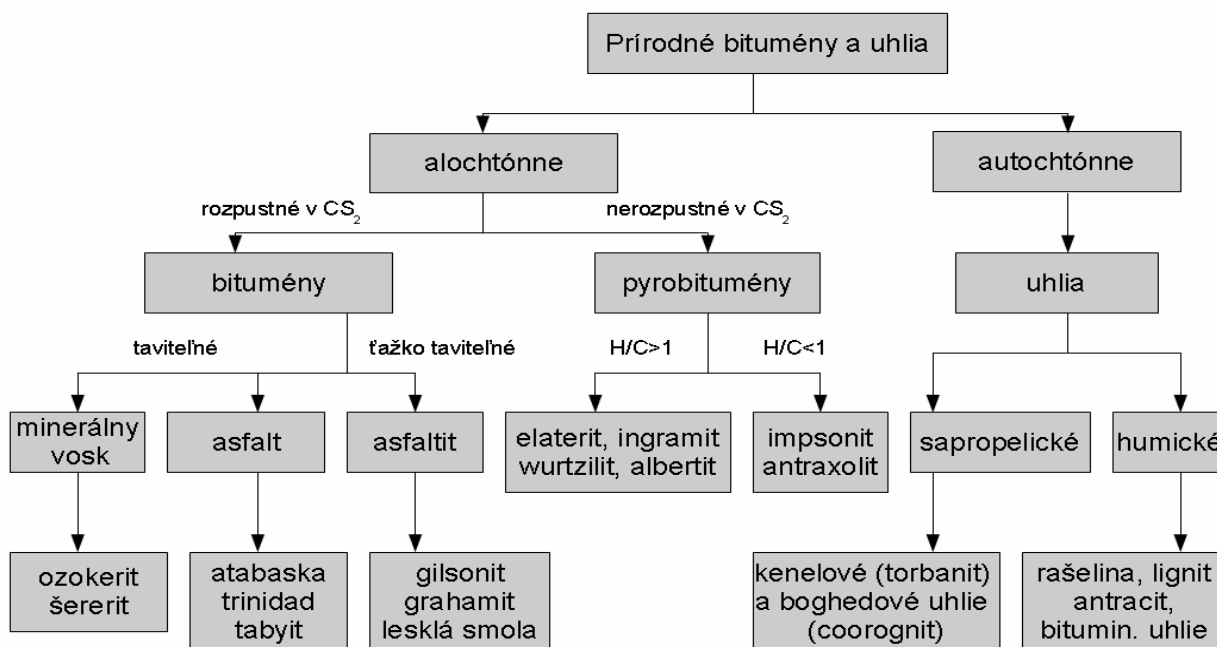 Prírodné bitumény a uhlia
alochtónne
autochtónne
rozpustné v CS₂
nerozpustné v CS₂
bitumény
pyrobitumény
uhlia
taviteľné
ťažko taviteľné
H/C>1
H/C<1
minerálny
vosk
asfalt
asfaltit
elaterit, ingramit
wurtzilit, albertit
impsonit
antraxolit
sapropelické
humické
ozokerit
šererit
atabaska
trinidad
tabyit
gilsonit
grahamit
lesklá smola
kenelové (torbanit)
a boghedové uhlie
(coorognit)
rašelina, lignit
antracit,
bitumin. uhlie